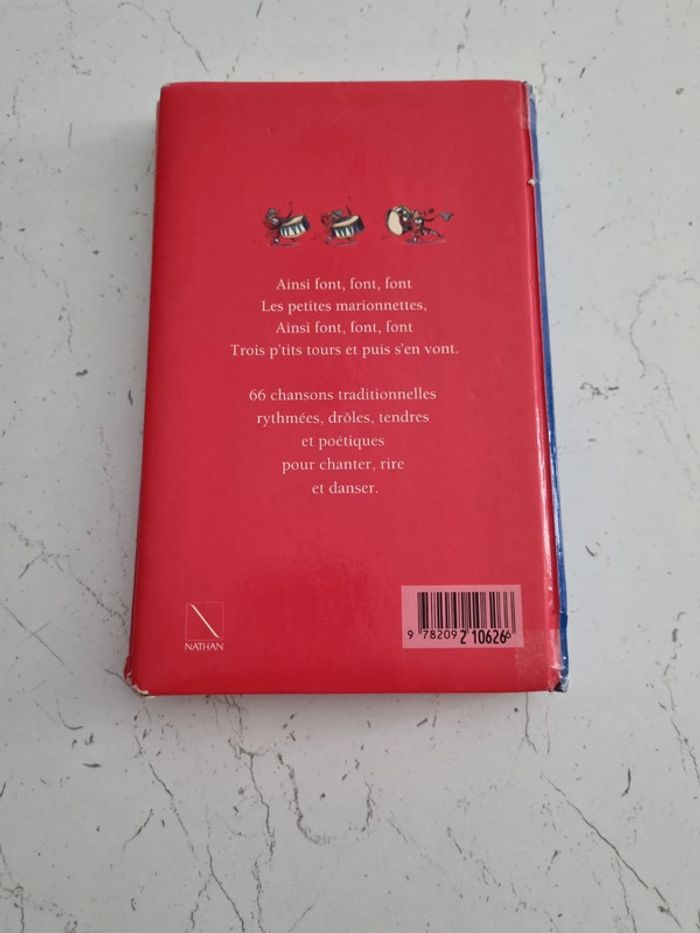 Ainsi font, font, font
Les petites marionnettes,
Ainsi font, font, font
Trois p'tits tours et puis s'en vont.
66 chansons traditionnelles
rythmées, drôles, tendres
et poétiques
pour chanter, rire
et danser.
NATHAN
9 782092 106266